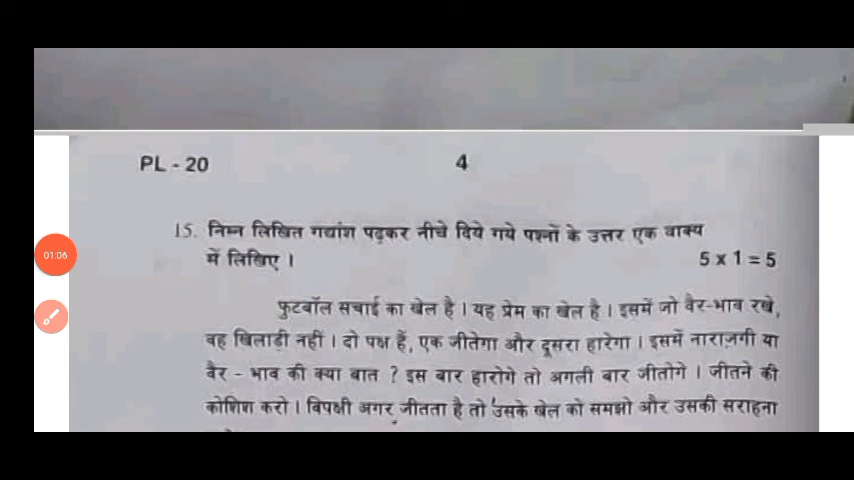 PL - 20
4
15. निम्न लिखित गद्यांश पढ़कर नीचे दिये गये पश्नों के उत्तर एक वाक्य
में लिखिए । 5 x 1 = 5
01:06
फुटबॉल सचाई का खेल है । यह प्रेम का खेल है । इसमें जो वैर-भाव रखे,
वह खिलाड़ी नहीं । दो पक्ष हैं, एक जीतेगा और दूसरा हारेगा । इसमें नाराज़गी या
वैर - भाव की क्या बात ? इस बार हारोगे तो अगली बार जीतोगे । जीतने की
कोशिश करो । विपक्षी अगर जीतता है तो उसके खेल को समझो और उसकी सराहना